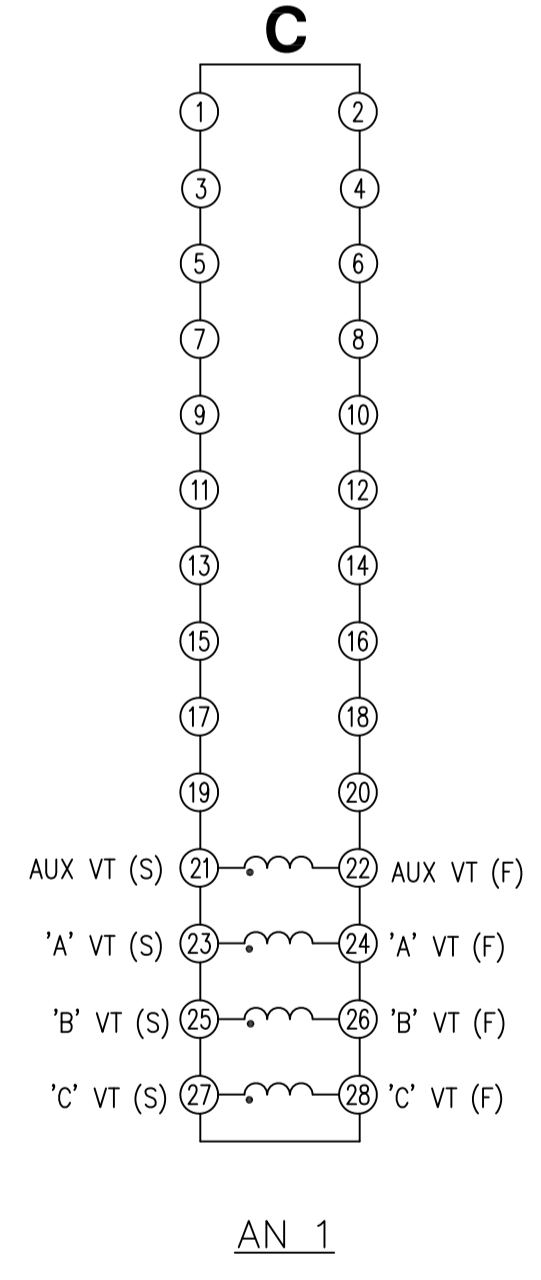 C
1 2
3 4
5 6
7 8
9 10
11 12
13 14
15 16
17 18
19 20
AUX VT (S) 21 22 AUX VT (F)
'A' VT (S) 23 24 'A' VT (F)
'B' VT (S) 25 26 'B' VT (F)
'C' VT (S) 27 28 'C' VT (F)
AN 1